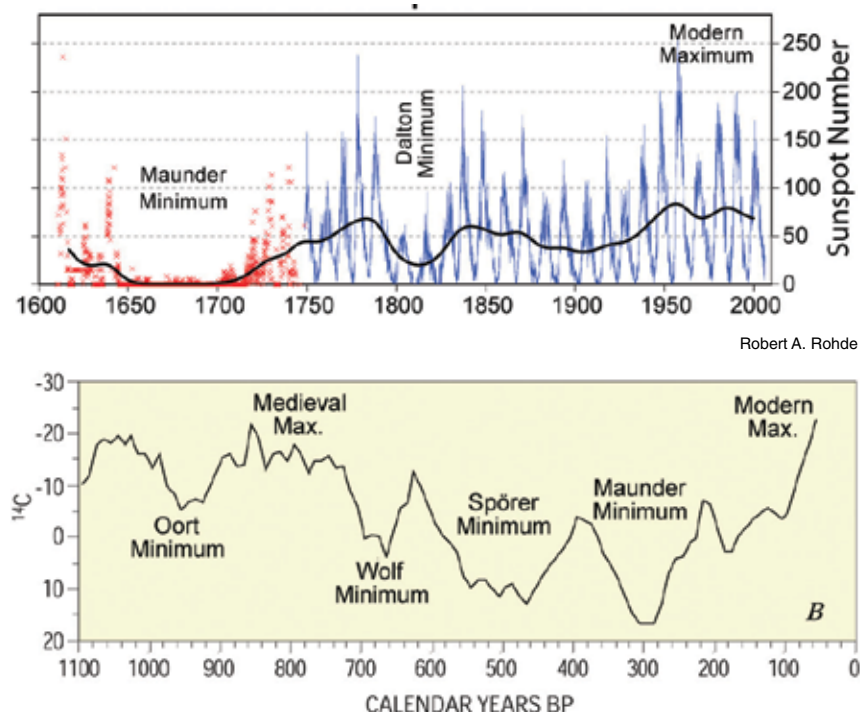 Modern
Maximum
Maunder
Minimum
Dalton
Minimum
250
200
150
100
50
0
Sunspot Number
1600 1650 1700 1750 1800 1850 1900 1950 2000
Robert A. Rohde
-30
-20
-10
0
10
20
14C
Medieval
Max.
Modern
Max.
Oort
Minimum
Wolf
Minimum
Spörer
Minimum
Maunder
Minimum
B
1100 1000 900 800 700 600 500 400 300 200 100 0
CALENDAR YEARS BP